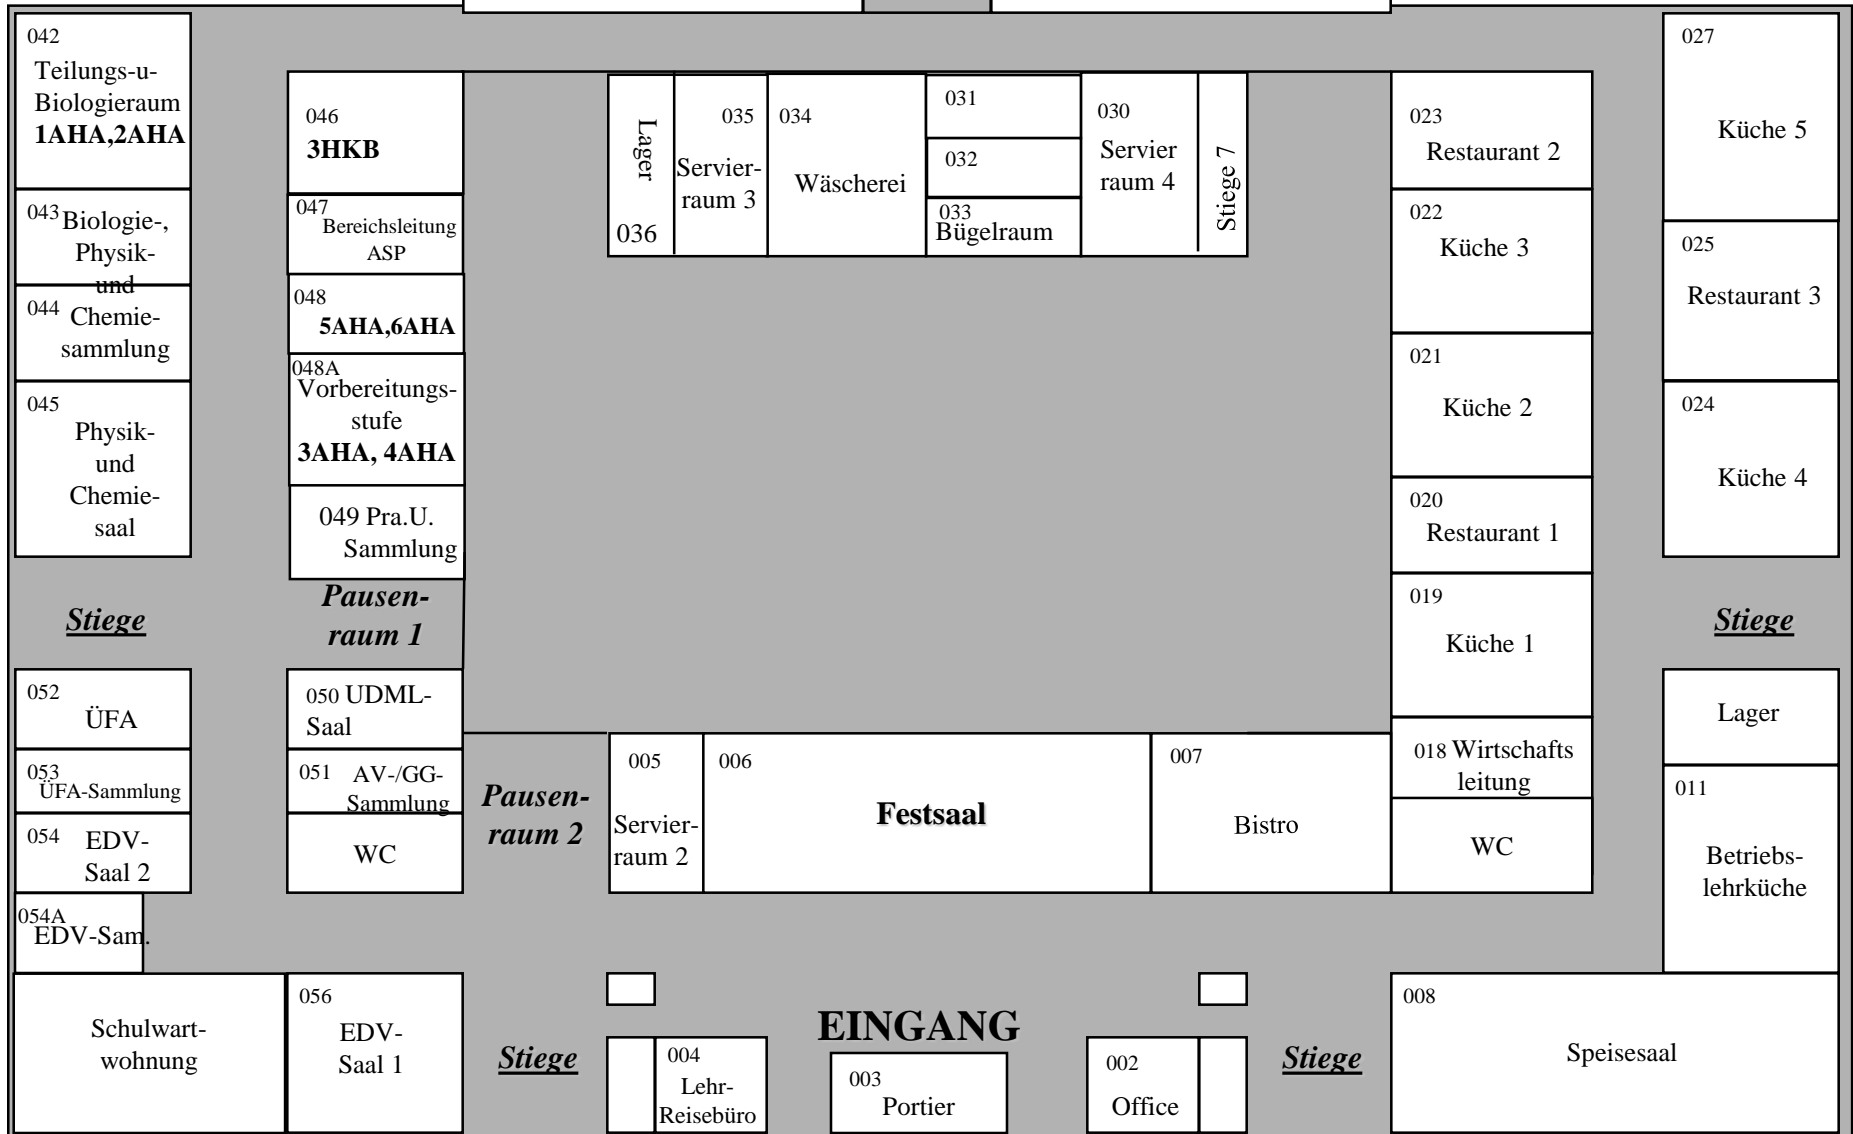 042
Teilungs-u-
Biologieraum
1AHA,2AHA
043
Biologie-,
Physik-
und
044
Chemie-
sammlung
045
Physik-
und
Chemie-
saal
Stiege
052
ÜFA
053
ÜFA-Sammlung
054
EDV-
Saal 2
054A
EDV-Sam.
Schulwart-
wohnung
046
3HKB
047
Bereichsleitung
ASP
048
5AHA,6AHA
048A
Vorbereitungs-
stufe
3AHA, 4AHA
049 Pra.U.
Sammlung
Pausen-
raum 1
050 UDML-
Saal
051 AV-/GG-
Sammlung
WC
056
EDV-
Saal 1
Pausen-
raum 2
Stiege
Lager
036
035
Servier-
raum 3
034
Wäscherei
031
032
033
Bügelraum
030
Servier
raum 4
Stiege 7
005
Servier-
raum 2
006
Festsaal
007
Bistro
EINGANG
004
Lehr-
Reisebüro
003
Portier
002
Office
Stiege
023
Restaurant 2
022
Küche 3
021
Küche 2
020
Restaurant 1
019
Küche 1
018 Wirtschafts
leitung
WC
027
Küche 5
025
Restaurant 3
024
Küche 4
Stiege
Lager
011
Betriebs-
lehrküche
008
Speisesaal